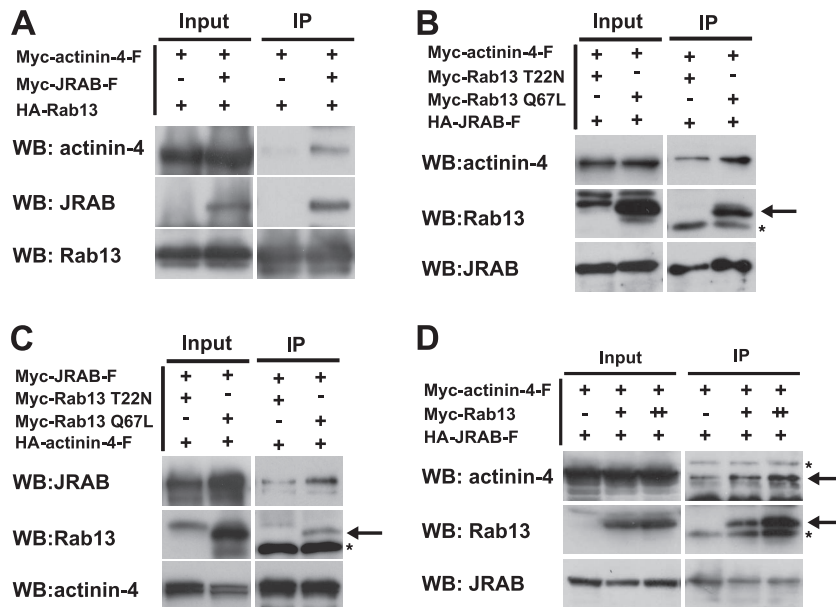 A
Input IP
Myc-actinin-4-F + + + +
Myc-JRAB-F - + - +
HA-Rab13 + + + +
WB: actinin-4
WB: JRAB
WB: Rab13
B
Input IP
Myc-actinin-4-F + + + +
Myc-Rab13 T22N + - + -
Myc-Rab13 Q67L - + - +
HA-JRAB-F + + + +
WB:actinin-4
WB:Rab13
*
WB:JRAB
C
Input IP
Myc-JRAB-F + + + +
Myc-Rab13 T22N + - + -
Myc-Rab13 Q67L - + - +
HA-actinin-4-F + + + +
WB:JRAB
WB:Rab13
*
WB:actinin-4
D
Input IP
Myc-actinin-4-F + + + + + +
Myc-Rab13 - + ++ - + ++
HA-JRAB-F + + + + + +
*
WB: actinin-4
WB: Rab13
*
WB: JRAB